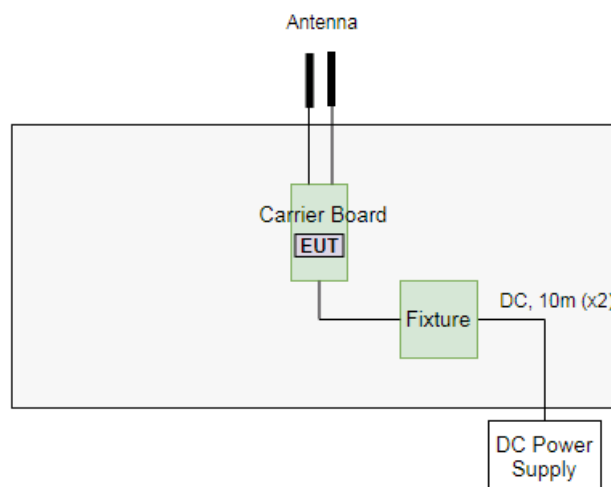 Antenna
Carrier Board
EUT
DC, 10m (x2)
Fixture
DC Power
Supply